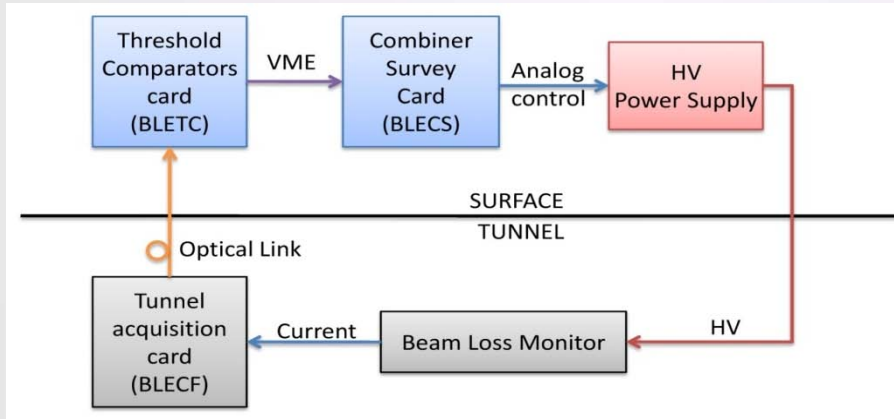 Threshold
Comparators
card
(BLETC)
VME
Combiner
Survey
Card
(BLECS)
Analog
control
HV
Power Supply
SURFACE
TUNNEL
Optical Link
Tunnel
acquisition
card
(BLECF)
Current
Beam Loss Monitor
HV